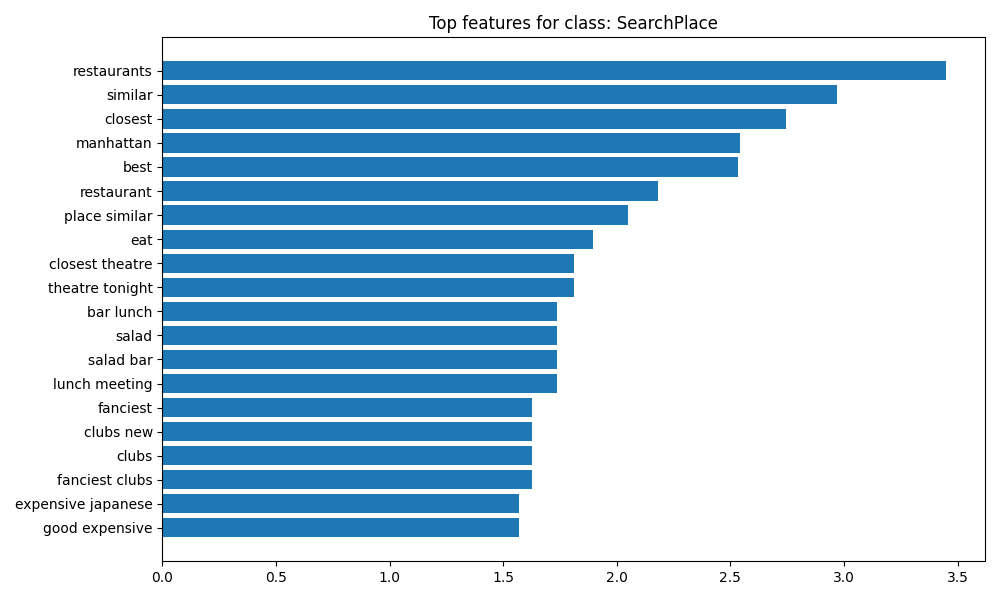 Top features for class: SearchPlace
restaurants
similar
closest
manhattan
best
restaurant
place similar
eat
closest theatre
theatre tonight
bar lunch
salad
salad bar
lunch meeting
fanciest
clubs new
clubs
fanciest clubs
expensive japanese
good expensive
0.0 0.5 1.0 1.5 2.0 2.5 3.0 3.5